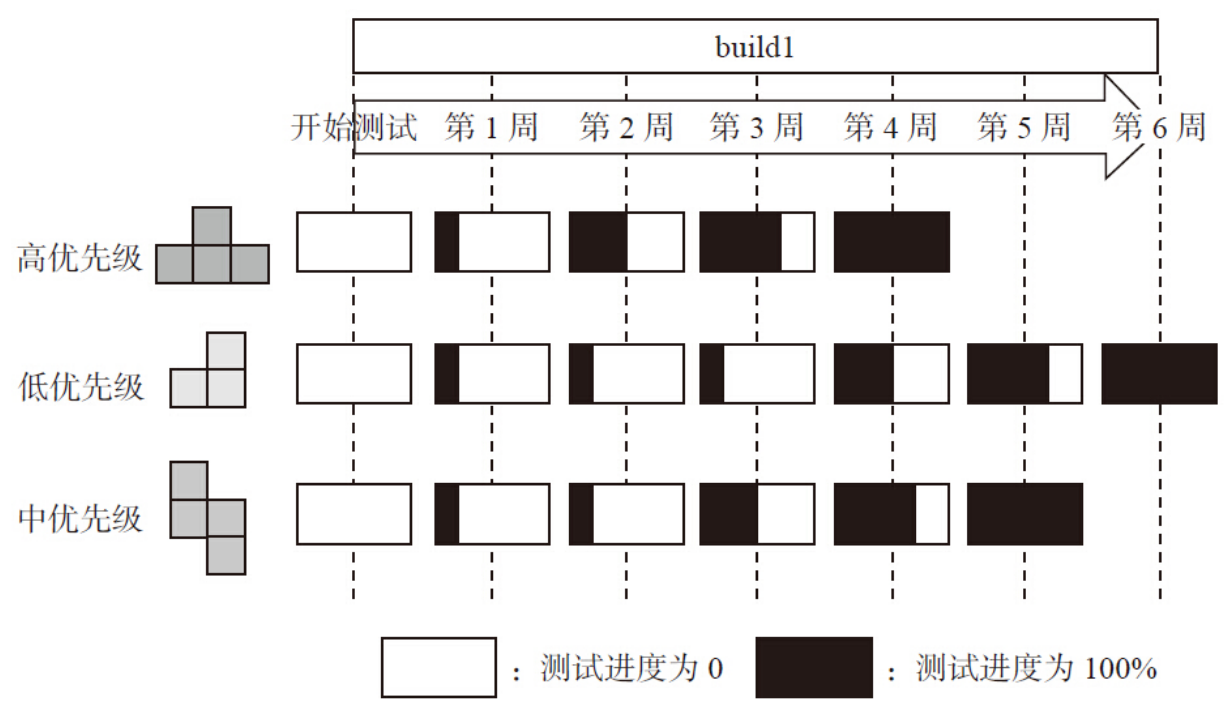 build1
开始测试 第 1 周 第 2 周 第 3 周 第 4 周 第 5 周 第 6 周
高优先级
低优先级
中优先级
：测试进度为 0 ：测试进度为 100%